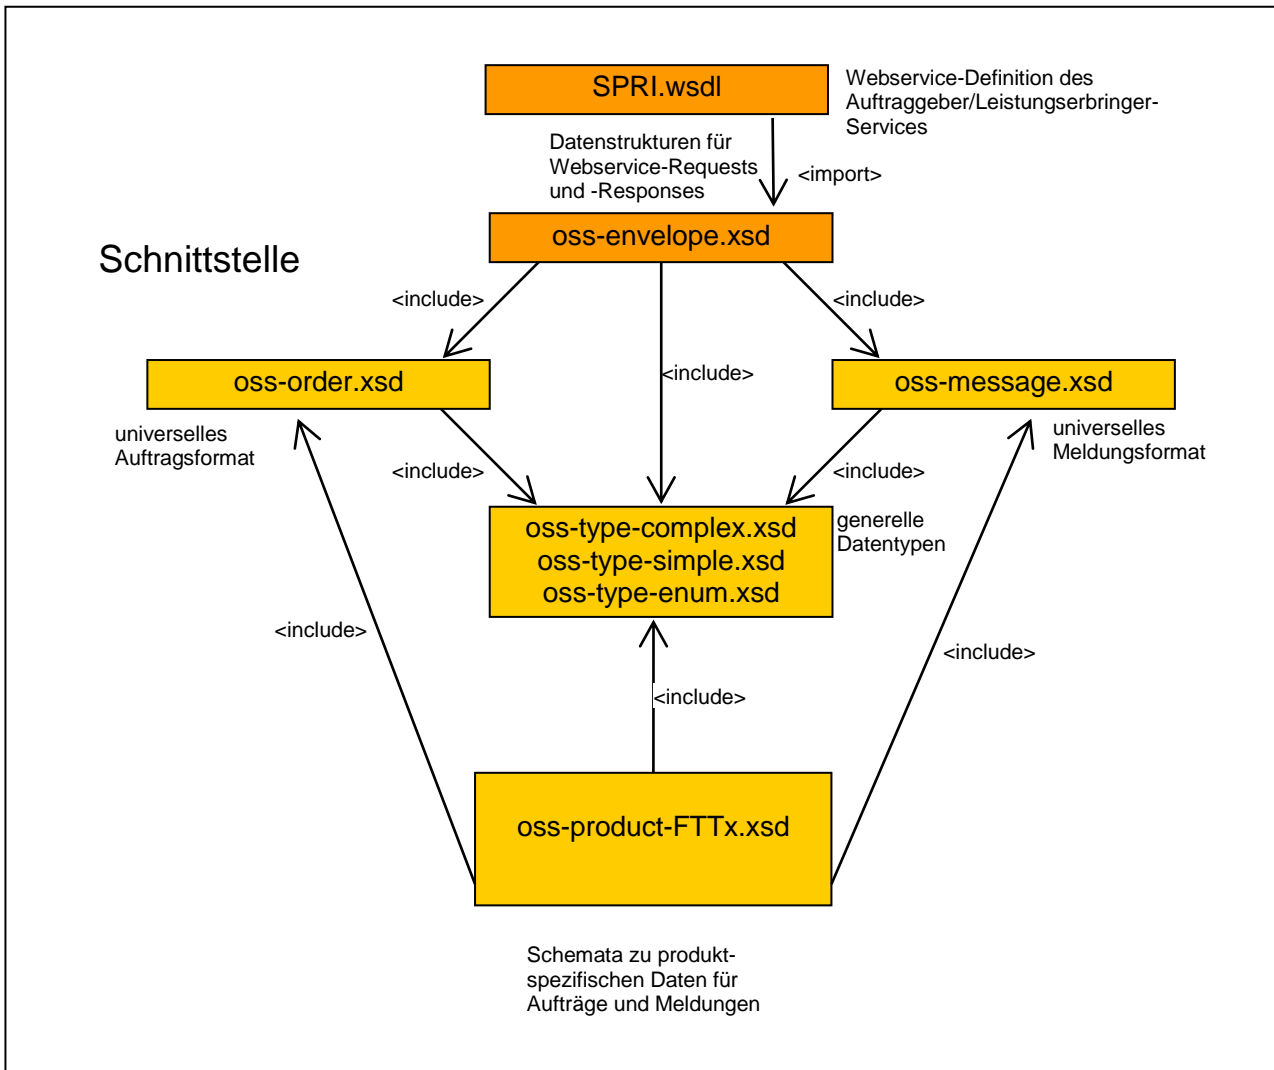 SPRI.wsdl
Webservice-Definition des
Auftraggeber/Leistungserbringer-
Services
Datenstrukturen für
Webservice-Requests
und -Responses
<import>
oss-envelope.xsd
Schnittstelle
<include>
<include>
<include>
oss-order.xsd
oss-message.xsd
universelles
Auftragsformat
universelles
Meldungsformat
<include>
<include>
oss-type-complex.xsd
oss-type-simple.xsd
oss-type-enum.xsd
generelle
Datentypen
<include>
<include>
<include>
oss-product-FTTx.xsd
Schemata zu produkt-
spezifischen Daten für
Aufträge und Meldungen